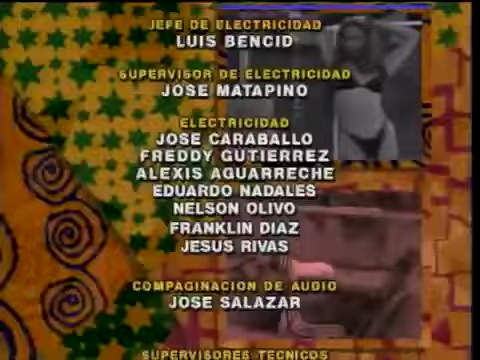 JEFE DE ELECTRICIDAD
LUIS BENCID
SUPERVISOR DE ELECTRICIDAD
JOSE MATAPINO
ELECTRICIDAD
JOSE CARABALLO
FREDDY GUTIERREZ
ALEXIS AGUARRECHE
EDUARDO NADALES
NELSON OLIVO
FRANKLIN DIAZ
JESUS RIVAS
COMPAGINACION DE AUDIO
JOSE SALAZAR
SUPERVISORES TECNICOS